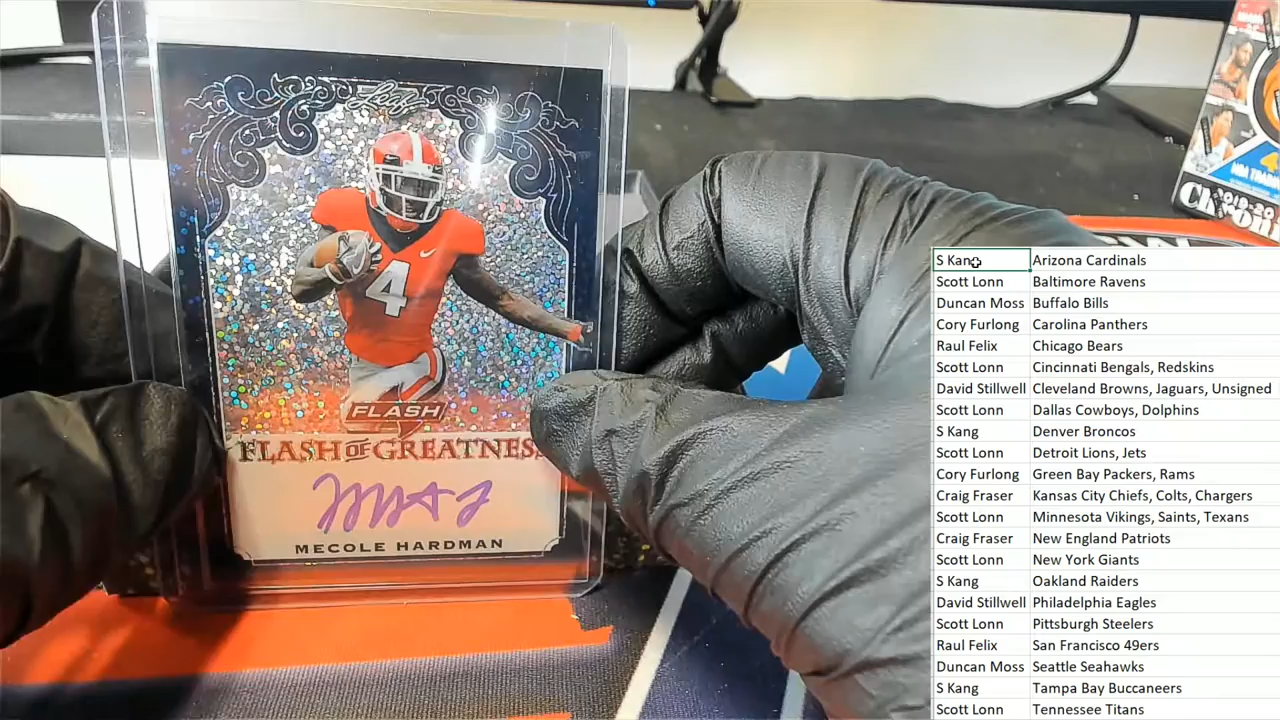 Leaf
4
FLASH
FLASH OF GREATNESS
MECOLE HARDMAN
S Kang Arizona Cardinals
Scott Lonn Baltimore Ravens
Duncan Moss Buffalo Bills
Cory Furlong Carolina Panthers
Raul Felix Chicago Bears
Scott Lonn Cincinnati Bengals, Redskins
David Stillwell Cleveland Browns, Jaguars, Unsigned
Scott Lonn Dallas Cowboys, Dolphins
S Kang Denver Broncos
Scott Lonn Detroit Lions, Jets
Cory Furlong Green Bay Packers, Rams
Craig Fraser Kansas City Chiefs, Colts, Chargers
Scott Lonn Minnesota Vikings, Saints, Texans
Craig Fraser New England Patriots
Scott Lonn New York Giants
S Kang Oakland Raiders
David Stillwell Philadelphia Eagles
Scott Lonn Pittsburgh Steelers
Raul Felix San Francisco 49ers
Duncan Moss Seattle Seahawks
S Kang Tampa Bay Buccaneers
Scott Lonn Tennessee Titans